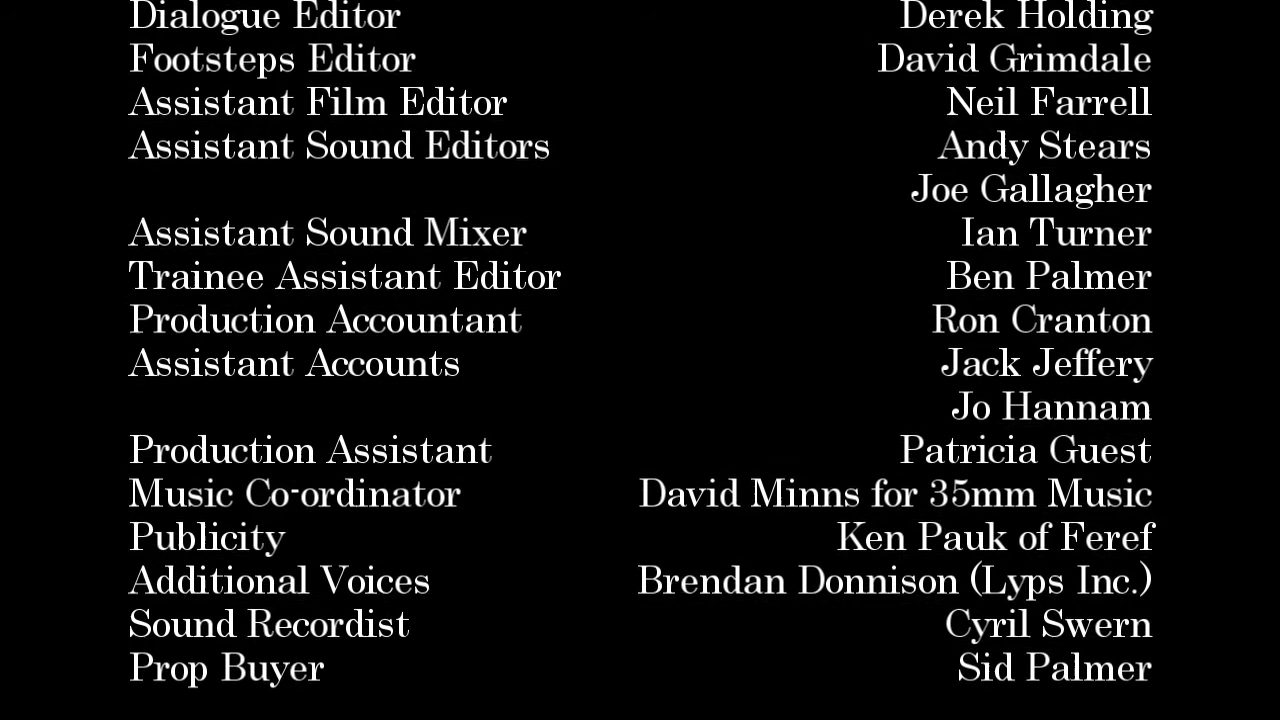 Dialogue Editor Derek Holding
Footsteps Editor David Grimdale
Assistant Film Editor Neil Farrell
Assistant Sound Editors Andy Stears
Joe Gallagher
Assistant Sound Mixer Ian Turner
Trainee Assistant Editor Ben Palmer
Production Accountant Ron Cranton
Assistant Accounts Jack Jeffery
Jo Hannam
Production Assistant Patricia Guest
Music Co-ordinator David Minns for 35mm Music
Publicity Ken Pauk of Feref
Additional Voices Brendan Donnison (Lyps Inc.)
Sound Recordist Cyril Swern
Prop Buyer Sid Palmer